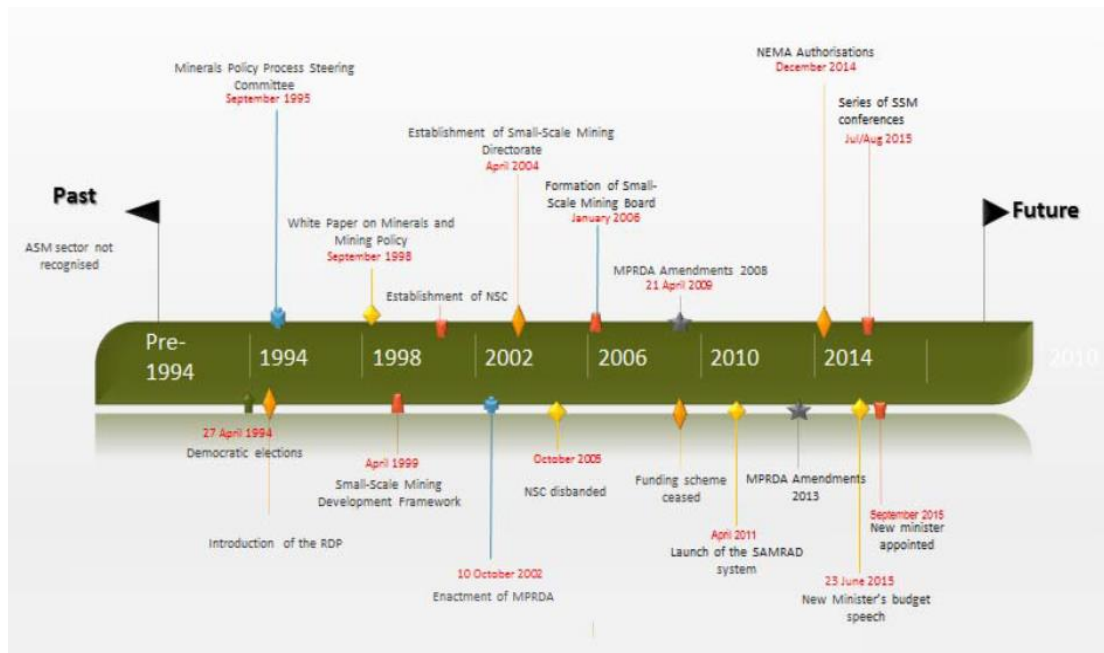 NEMA Authorisations
December 2014
Minerals Policy Process Steering
Committee
September 1995
Series of SSM
conferences
Jul/Aug 2015
Establishment of Small-Scale Mining
Directorate
April 2004
Formation of Small-
Scale Mining Board
January 2006
Past
Future
White Paper on Minerals and
Mining Policy
September 1998
ASM sector not
recognised
MPRDA Amendments 2008
21 April 2009
Establishment of NSC
Pre-
1994
1994
1998
2002
2006
2010
2014
2010
27 April 1994
Democratic elections
April 1999
Small-Scale Mining
Development Framework
October 2005
NSC disbanded
Funding scheme
ceased
MPRDA Amendments
2013
September 2015
New minister
appointed
Introduction of the RDP
April 2011
Launch of the SAMRAD
system
10 October 2002
Enactment of MPRDA
23 June 2015
New Minister's budget
speech